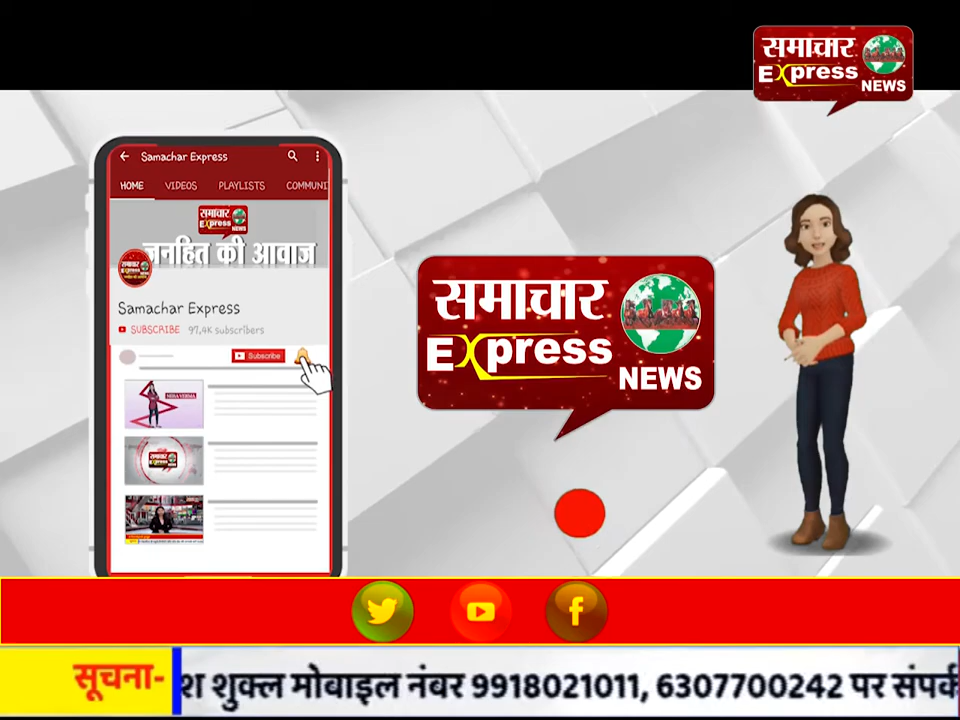 समाचार
Express
NEWS
Samachar Express
HOME VIDEOS PLAYLISTS COMMUNI
समाचार
Express
NEWS
जनहित की आवाज
Samachar Express
SUBSCRIBE 97.4K subscribers
Subscribe
समाचार
Express
NEWS
सूचना- श शुक्ल मोबाइल नंबर 9918021011, 6307700242 पर संपर्क